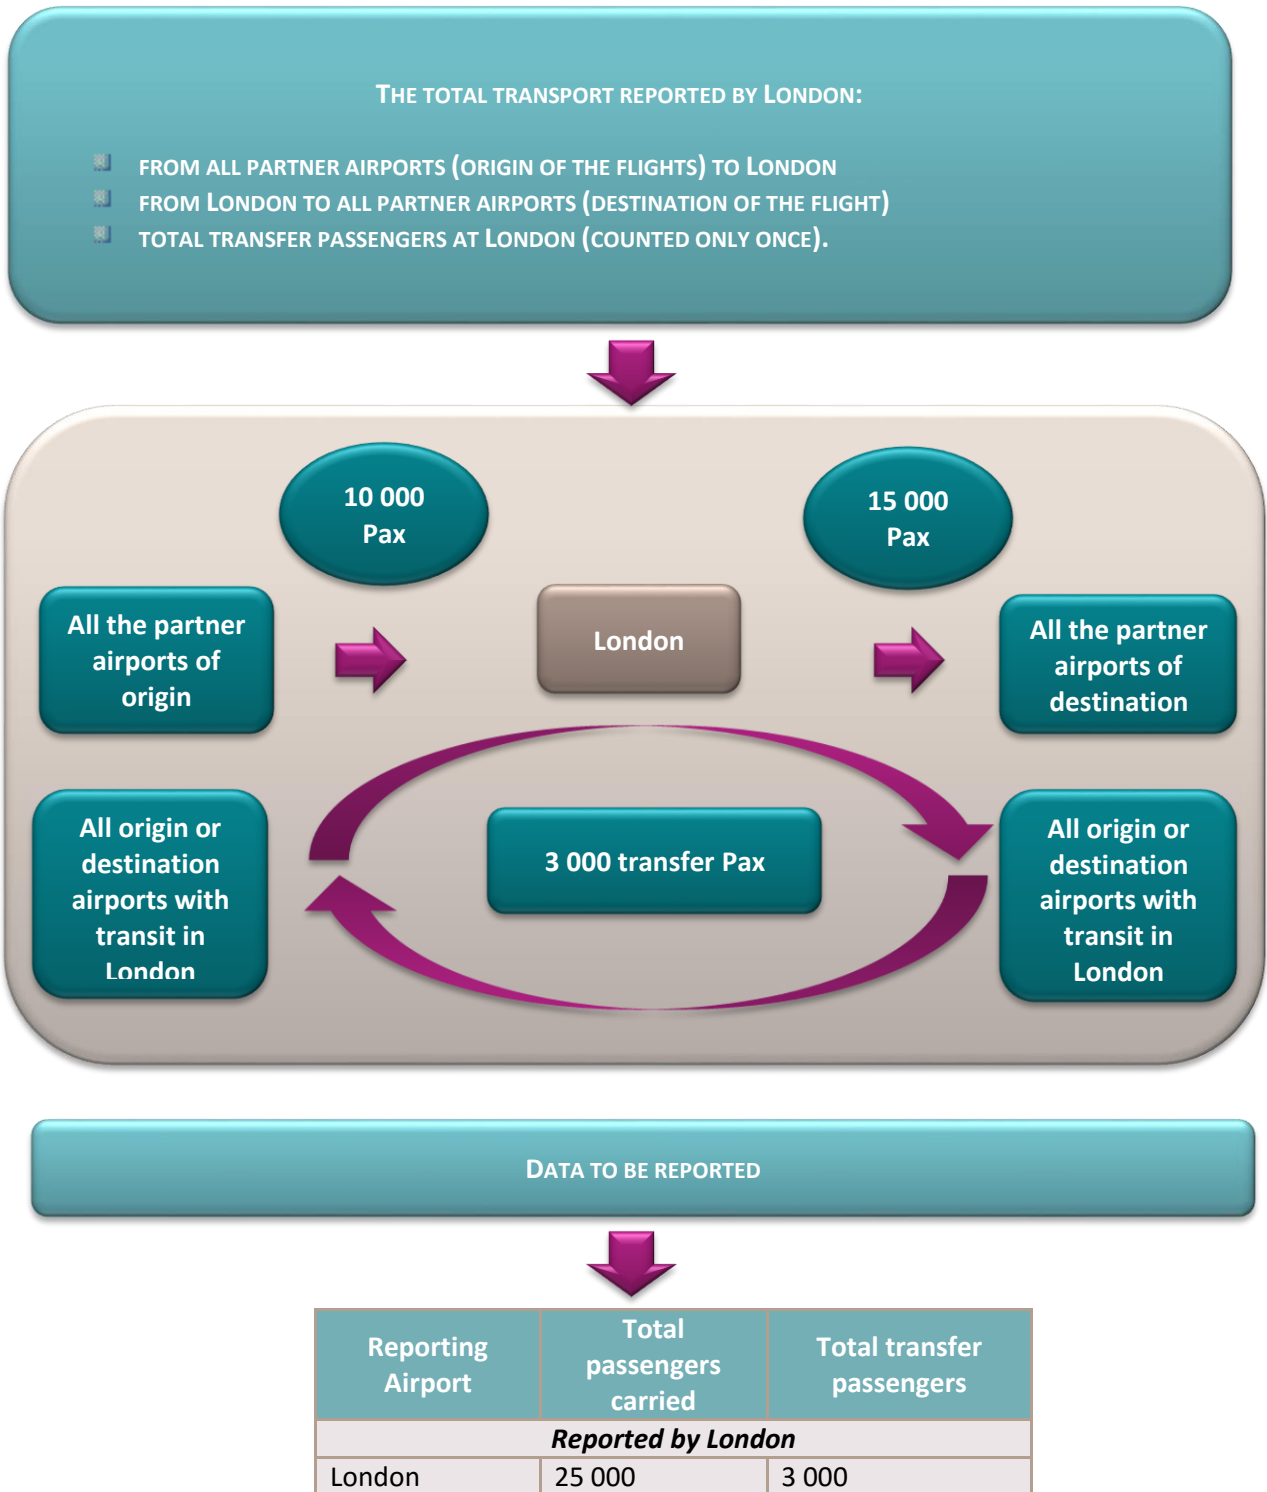 THE TOTAL TRANSPORT REPORTED BY LONDON:
FROM ALL PARTNER AIRPORTS (ORIGIN OF THE FLIGHTS) TO LONDON
FROM LONDON TO ALL PARTNER AIRPORTS (DESTINATION OF THE FLIGHT)
TOTAL TRANSFER PASSENGERS AT LONDON (COUNTED ONLY ONCE).
10 000
Pax
15 000
Pax
All the partner
airports of
origin
London
All the partner
airports of
destination
All origin or
destination
airports with
transit in
London
3 000 transfer Pax
All origin or
destination
airports with
transit in
London
DATA TO BE REPORTED
Reporting
Airport
Total
passengers
carried
Total transfer
passengers
Reported by London
London 25 000 3 000